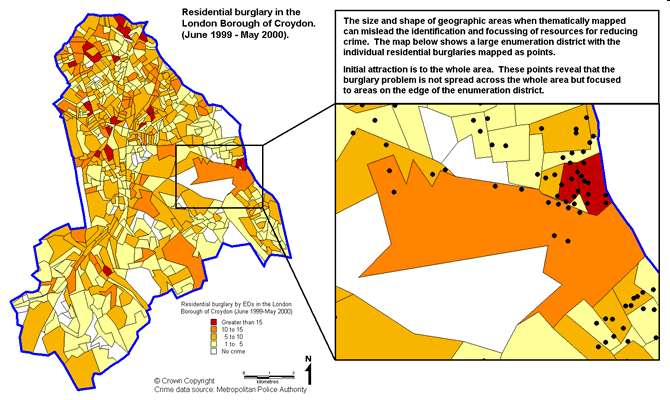 Residential burglary in the
London Borough of Croydon.
(June 1999 - May 2000).
The size and shape of geographic areas when thematically mapped
can mislead the identification and focussing of resources for reducing
crime. The map below shows a large enumeration district with the
individual residential burglaries mapped as points.
Initial attraction is to the whole area. These points reveal that the
burglary problem is not spread across the whole area but focused
to areas on the edge of the enumeration district.
Residential burglary by EDs in the London
Borough of Croydon (June 1999-May 2000)
Greater than 15
10 to 15
5 to 10
1 to 5
No crime
N
0 1 2
kilometres
© Crown Copyright
Crime data source: Metropolitan Police Authority